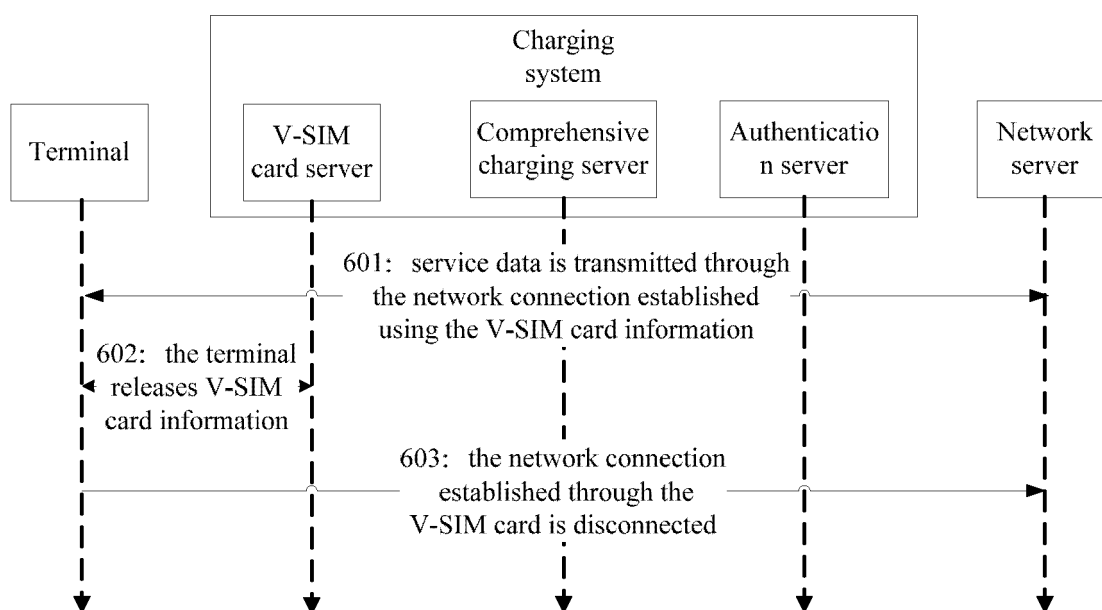 Charging
system
Terminal
V-SIM
card server
Comprehensive
charging server
Authenticatio
n server
Network
server
601: service data is transmitted through
the network connection established
using the V-SIM card information
602: the terminal
releases V-SIM
card information
603: the network connection
established through the
V-SIM card is disconnected